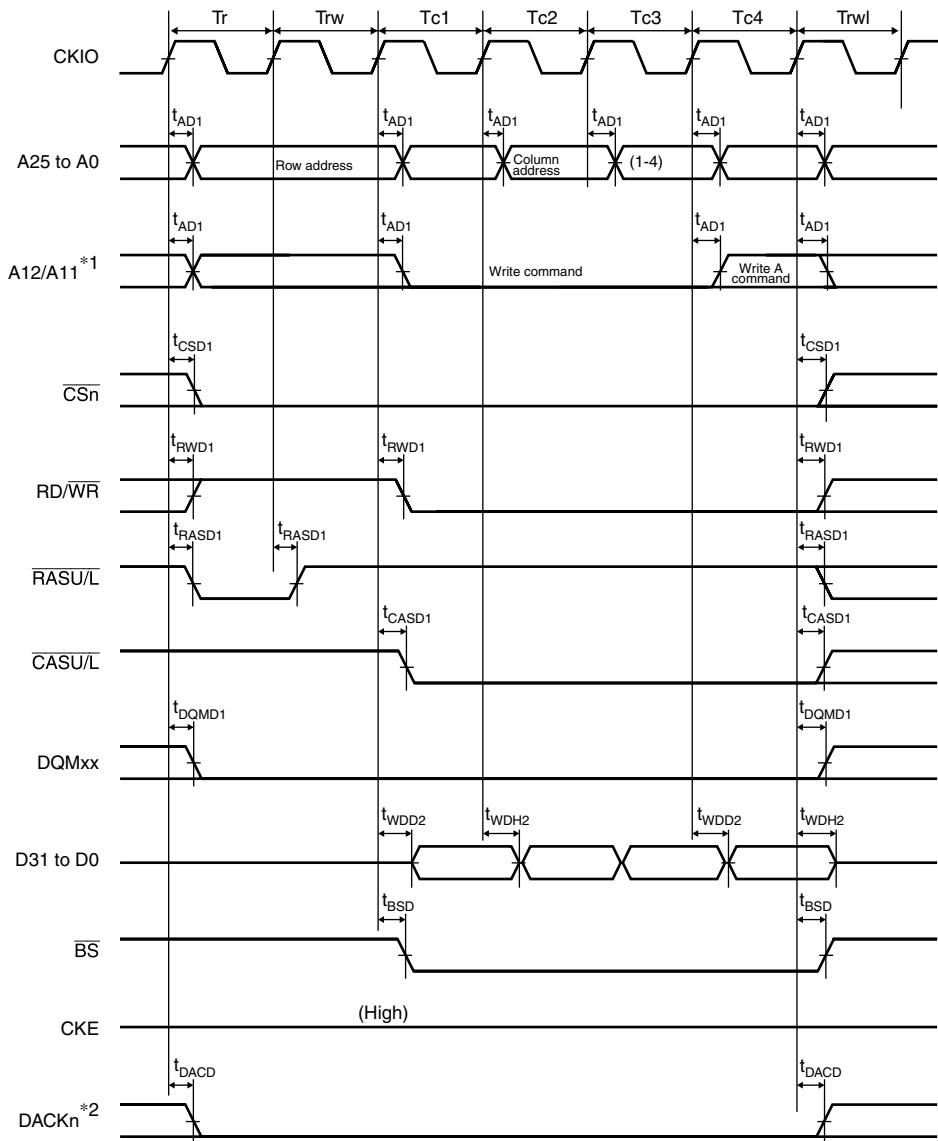 Tr Trw Tc1 Tc2 Tc3 Tc4 Trwl
CKIO
tAD1 tAD1 tAD1 tAD1 tAD1 tAD1
A25 to A0 Row address Column address (1-4)
tAD1 tAD1 tAD1 tAD1
A12/A11*1 Write command Write A command
tCSD1 tCSD1
CSn
tRWD1 tRWD1 tRWD1
RD/WR
tRASD1 tRASD1 tRASD1
RASU/L
tCASD1 tCASD1
CASU/L
tDQMD1 tDQMD1
DQMxx
tWDD2 tWDH2 tWDD2 tWDH2
D31 to D0
tBSD tBSD
BS
(High)
CKE
tDACD tDACD
DACKn*2